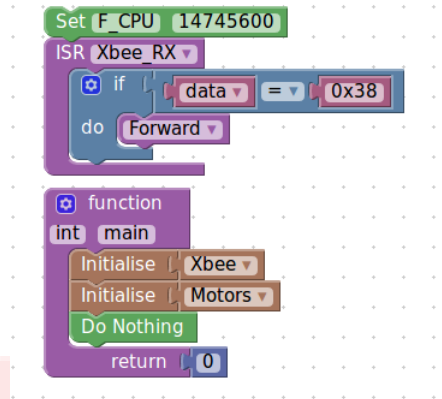 Set F_CPU 14745600
ISR Xbee_RX
if data = 0x38
do Forward
function
int main
Initialise Xbee
Initialise Motors
Do Nothing
return 0